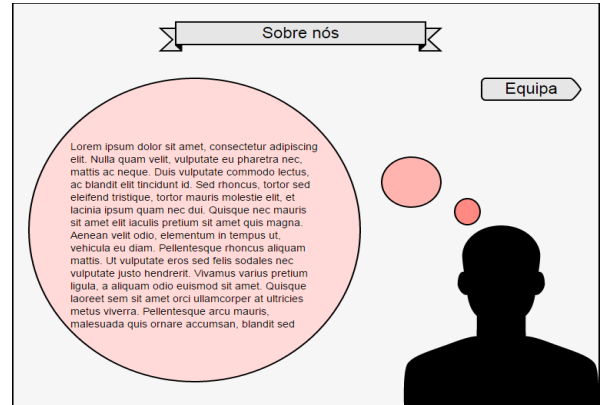 Sobre nós
Equipa
Lorem ipsum dolor sit amet, consectetur adipiscing
elit. Nulla quam velit, vulputate eu pharetra nec,
mattis ac neque. Duis vulputate commodo lectus,
ac blandit elit tincidunt id. Sed rhoncus, tortor sed
eleifend tristique, tortor mauris molestie elit, et
lacinia ipsum quam nec dui. Quisque nec mauris
sit amet elit iaculis pretium sit amet quis magna.
Aenean velit odio, elementum in tempus ut,
vehicula eu diam. Pellentesque rhoncus aliquam
mattis. Ut vulputate eros sed felis sodales nec
vulputate justo hendrerit. Vivamus varius pretium
ligula, a aliquam odio euismod sit amet. Quisque
laoreet sem sit amet orci ullamcorper at ultricies
metus viverra. Pellentesque arcu mauris,
malesuada quis ornare accumsan, blandit sed